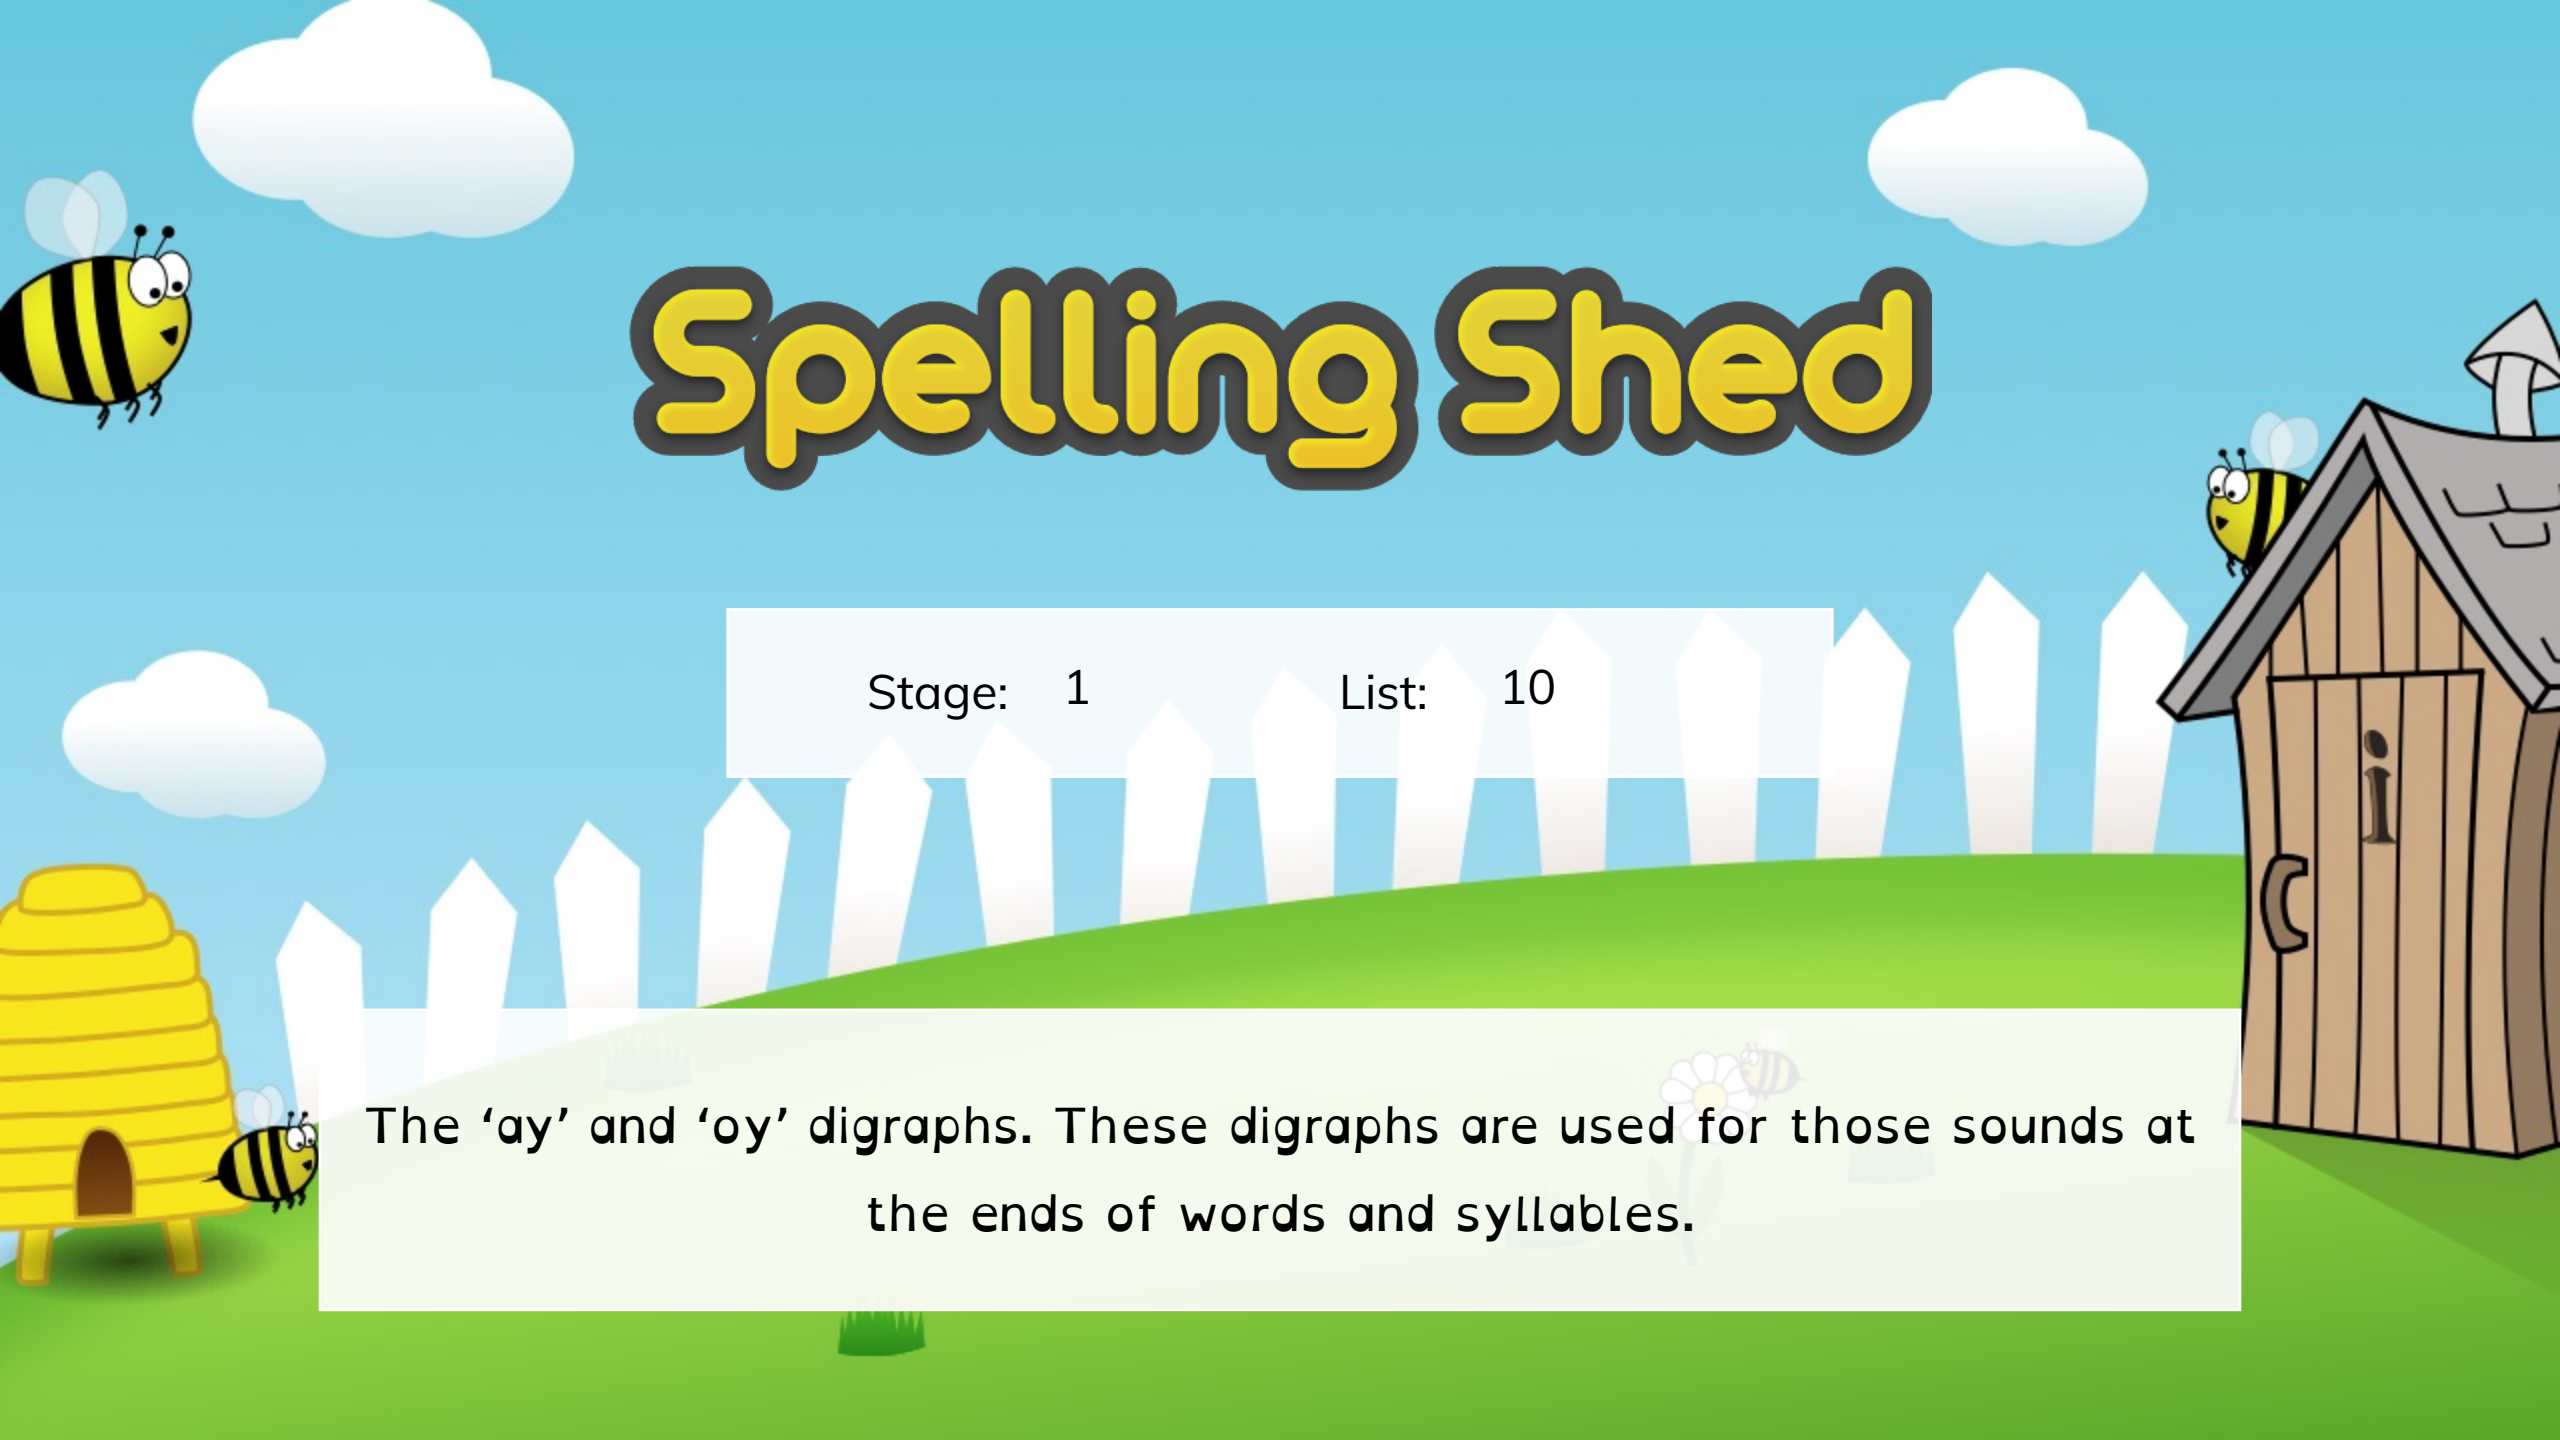 Spelling Shed
Stage: 1 List: 10
The ‘ay’ and ‘oy’ digraphs. These digraphs are used for those sounds at
the ends of words and syllables.
i